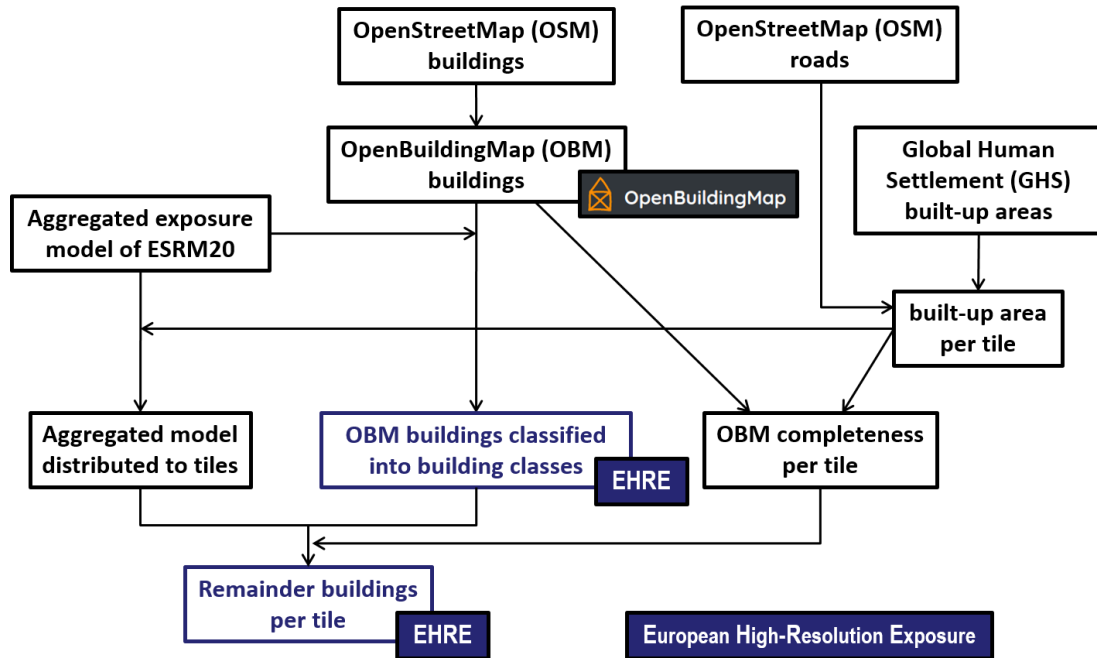 OpenStreetMap (OSM)
buildings
OpenStreetMap (OSM)
roads
OpenBuildingMap (OBM)
buildings
OpenBuildingMap
Global Human
Settlement (GHS)
built-up areas
Aggregated exposure
model of ESRM20
built-up area
per tile
Aggregated model
distributed to tiles
OBM buildings classified
into building classes
EHRE
OBM completeness
per tile
Remainder buildings
per tile
EHRE
European High-Resolution Exposure